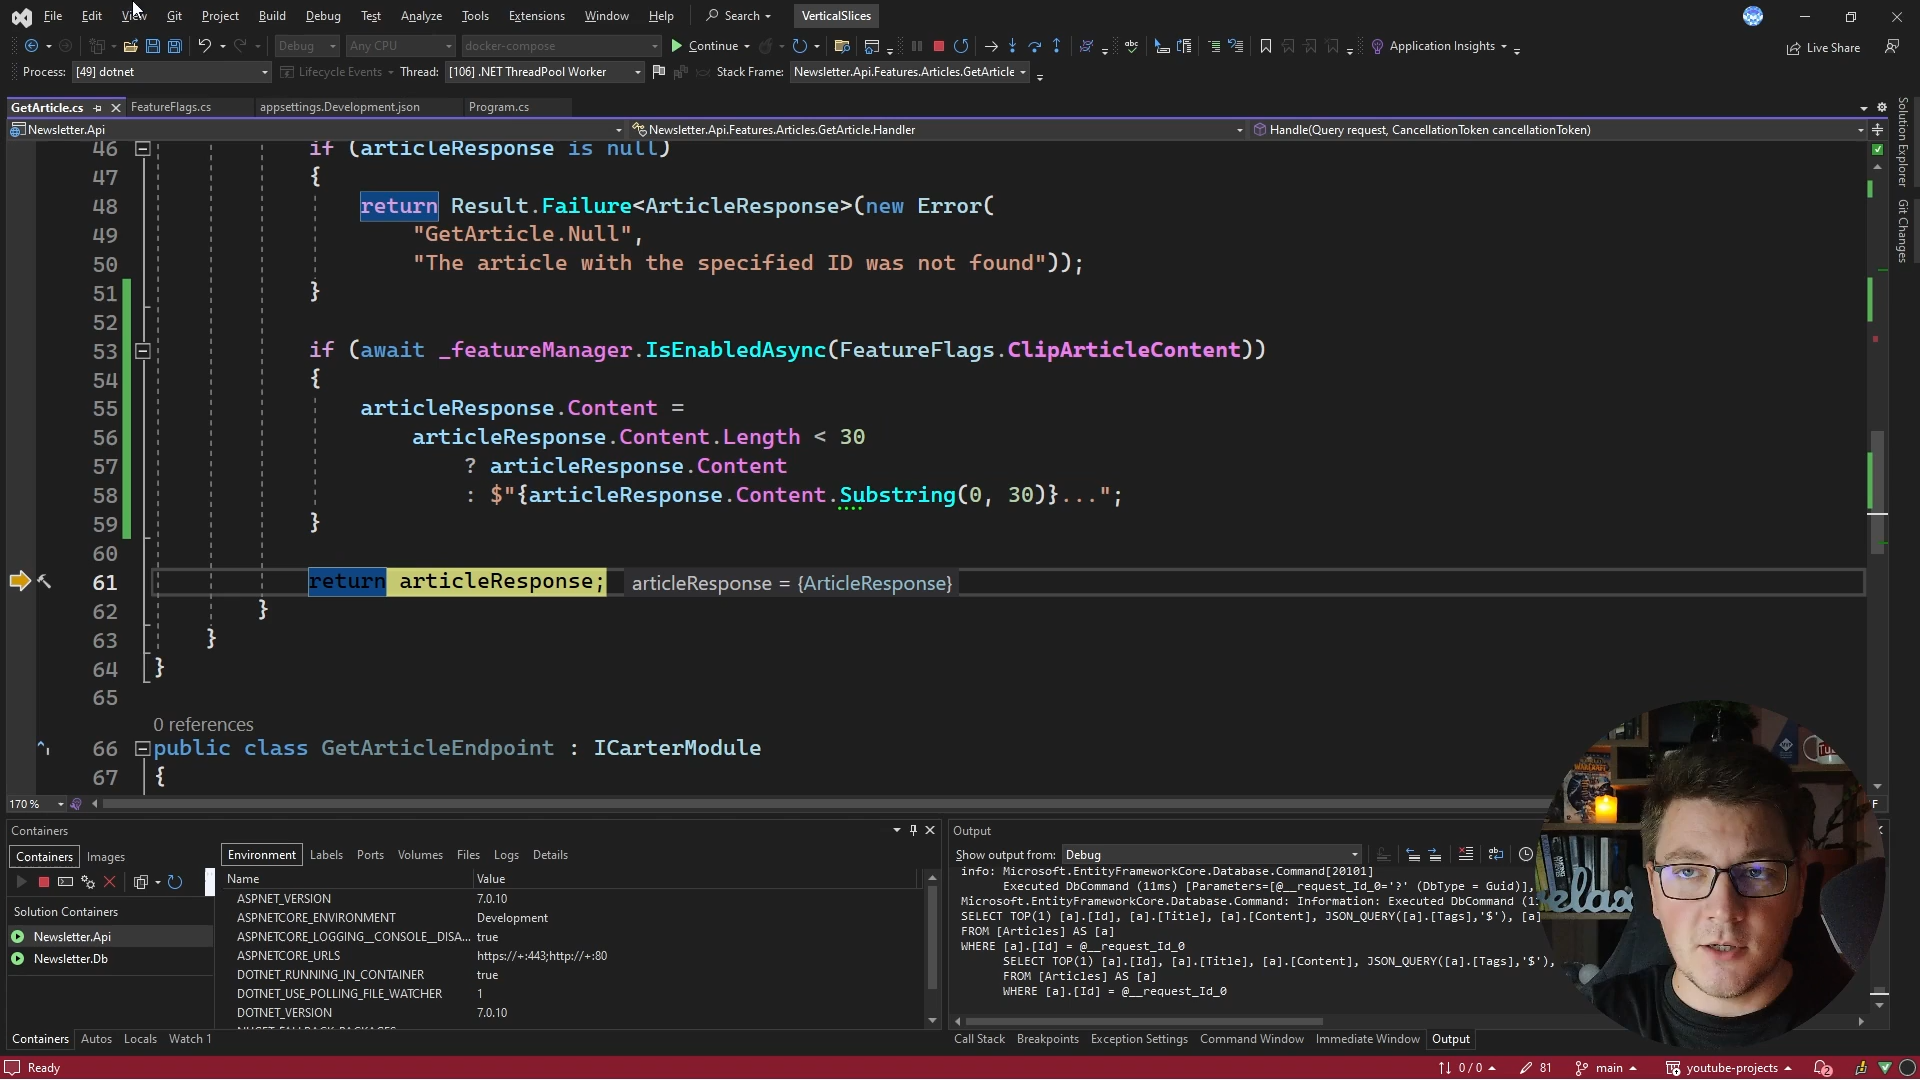 File Edit View Git Project Build Debug Test Analyze Tools Extensions Window Help Search VerticalSlices
Debug Any CPU docker-compose Continue Application Insights Live Share
Process: [49] dotnet Lifecycle Events Thread: [106] .NET ThreadPool Worker Stack Frame: Newsletter.Api.Features.Articles.GetArticle
GetArticle.cs FeatureFlags.cs appsettings.Development.json Program.cs
Newsletter.Api Newsletter.Api.Features.Articles.GetArticle.Handler Handle(Query request, CancellationToken cancellationToken)
Solution Explorer
Git Changes
46 if (articleResponse is null)
47 {
48 return Result.Failure<ArticleResponse>(new Error(
49 "GetArticle.Null",
50 "The article with the specified ID was not found"));
51 }
52
53 if (await _featureManager.IsEnabledAsync(FeatureFlags.ClipArticleContent))
54 {
55 articleResponse.Content =
56 articleResponse.Content.Length < 30
57 ? articleResponse.Content
58 : $"{articleResponse.Content.Substring(0, 30)}...";
59 }
60
61 return articleResponse; articleResponse = {ArticleResponse}
62 }
63 }
64 }
65
0 references
66 public class GetArticleEndpoint : ICarterModule
67 {
170 %
Containers
Containers Images
Solution Containers
Newsletter.Api
Newsletter.Db
Environment Labels Ports Volumes Files Logs Details
Name Value
ASPNET_VERSION 7.0.10
ASPNETCORE_ENVIRONMENT Development
ASPNETCORE_LOGGING__CONSOLE__DISA... true
ASPNETCORE_URLS https://+:443;http://+:80
DOTNET_RUNNING_IN_CONTAINER true
DOTNET_USE_POLLING_FILE_WATCHER 1
DOTNET_VERSION 7.0.10
Containers Autos Locals Watch 1
Output
Show output from: Debug
info: Microsoft.EntityFrameworkCore.Database.Command[20101]
Executed DbCommand (11ms) [Parameters=[@__request_Id_0='?' (DbType = Guid)],
Microsoft.EntityFrameworkCore.Database.Command: Information: Executed DbCommand (1
SELECT TOP(1) [a].[Id], [a].[Title], [a].[Content], JSON_QUERY([a].[Tags],'$'), [a]
FROM [Articles] AS [a]
WHERE [a].[Id] = @__request_Id_0
SELECT TOP(1) [a].[Id], [a].[Title], [a].[Content], JSON_QUERY([a].[Tags],'$'),
FROM [Articles] AS [a]
WHERE [a].[Id] = @__request_Id_0
relax
Call Stack Breakpoints Exception Settings Command Window Immediate Window Output
Ready 0 / 0 81 main youtube-projects 2